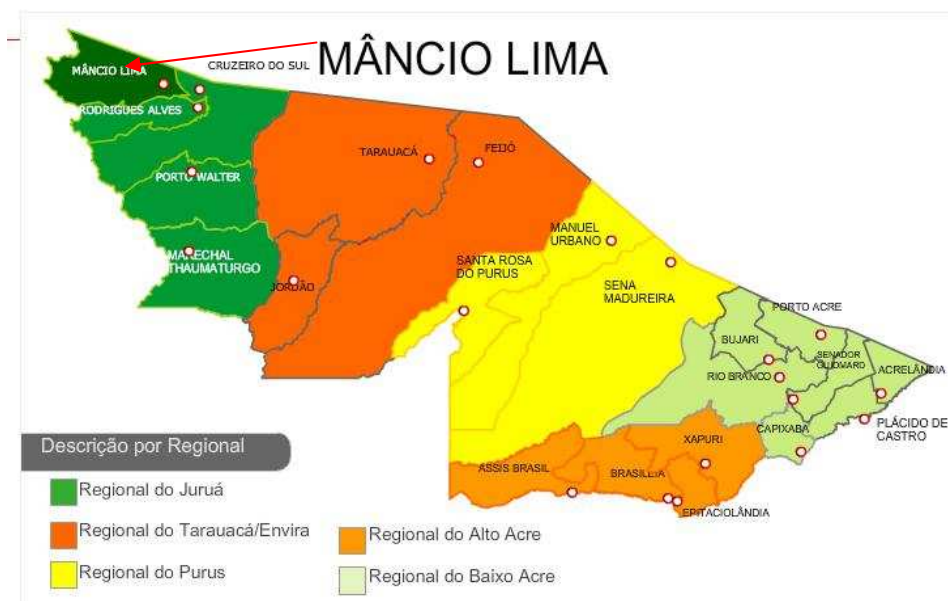 MÂNCIO LIMA
CRUZEIRO DO SUL
MÂNCIO LIMA
RODRIGUES ALVES
TARAUACÁ
FEIJÓ
PORTO WALTER
MANUEL
URBANO
MARECHAL
THAUMATURGO
SANTA ROSA
DO PURUS
JORDÃO
SENA
MADUREIRA
PORTO ACRE
BUJARI
SENADOR
GUIOMARD
RIO BRANCO
ACRELÂNDIA
PLÁCIDO DE
CASTRO
CAPIXABA
XAPURI
ASSIS BRASIL
BRASILEIA
EPITACIOLÂNDIA
Descrição por Regional
Regional do Juruá
Regional do Tarauacá/Envira
Regional do Purus
Regional do Alto Acre
Regional do Baixo Acre